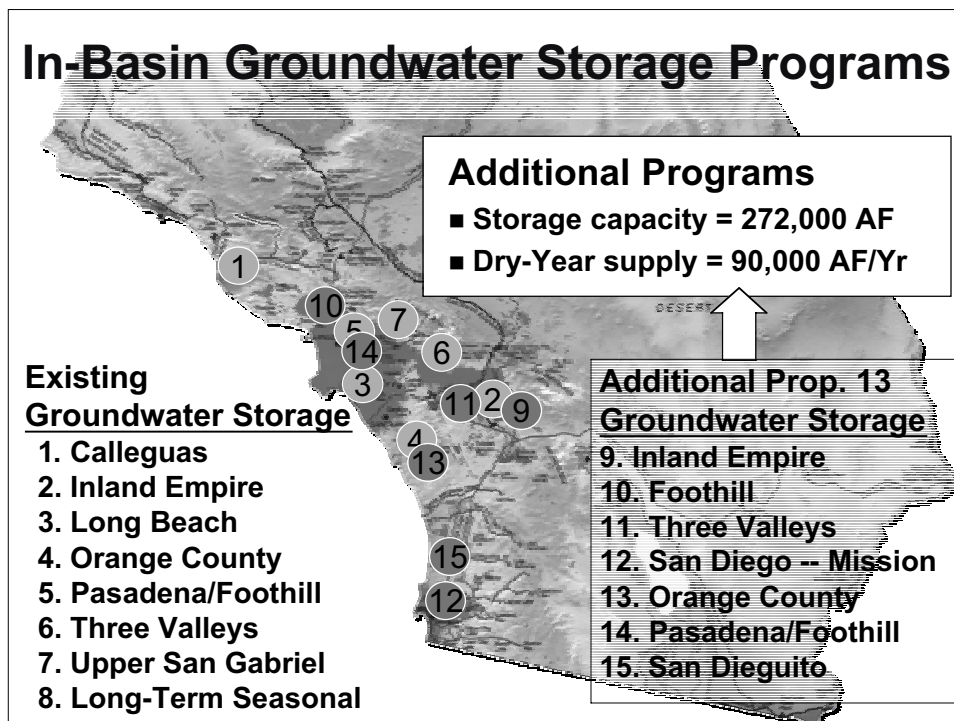 In-Basin Groundwater Storage Programs
Additional Programs
■ Storage capacity = 272,000 AF
■ Dry-Year supply = 90,000 AF/Yr
DESERT
1
10
5
7
14
6
3
11
2
9
4
13
15
12
Existing
Groundwater Storage
1. Calleguas
2. Inland Empire
3. Long Beach
4. Orange County
5. Pasadena/Foothill
6. Three Valleys
7. Upper San Gabriel
8. Long-Term Seasonal
Additional Prop. 13
Groundwater Storage
9. Inland Empire
10. Foothill
11. Three Valleys
12. San Diego -- Mission
13. Orange County
14. Pasadena/Foothill
15. San Dieguito